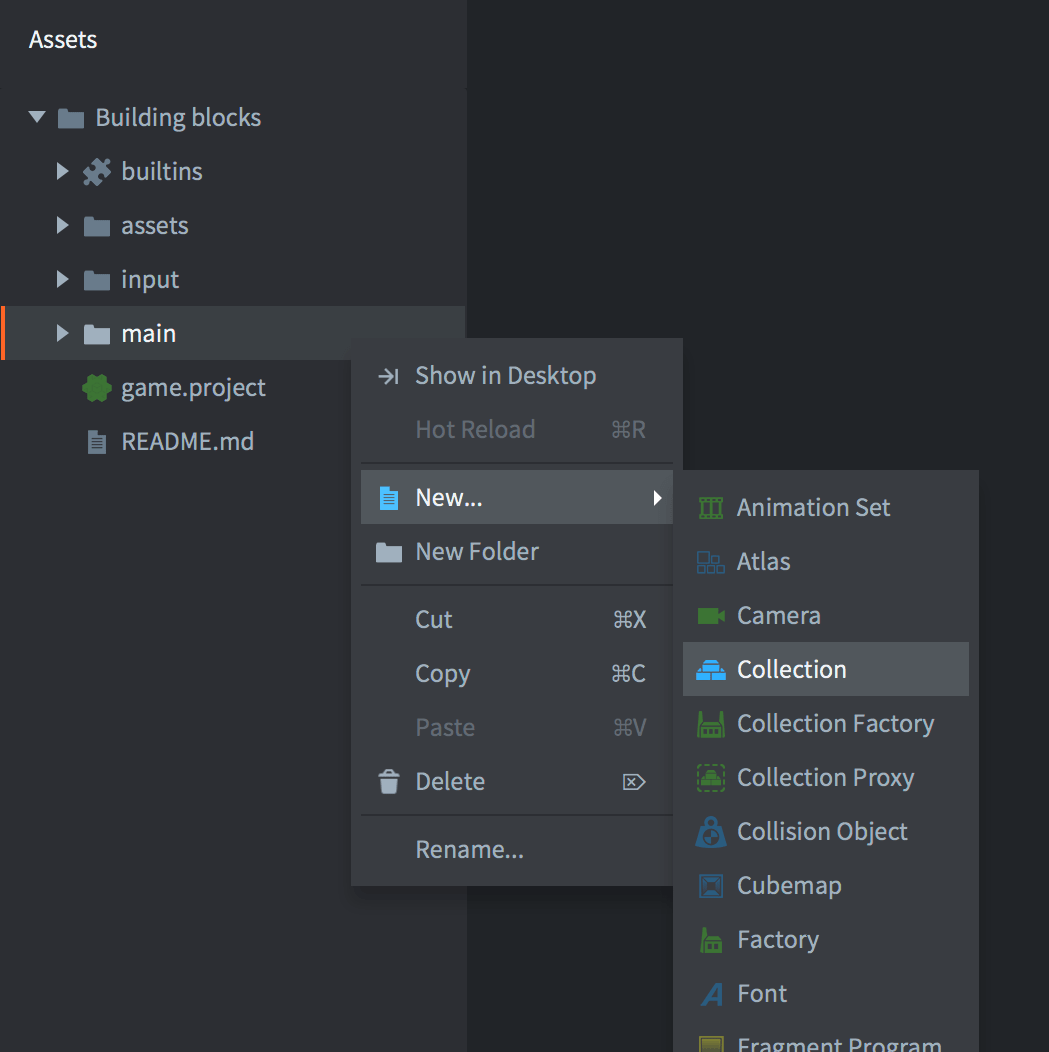 Assets
Building blocks
builtins
assets
input
main
game.project
README.md
Show in Desktop
Hot Reload ⌘R
New...
New Folder
Cut ⌘X
Copy ⌘C
Paste ⌘V
Delete ⌦
Rename...
Animation Set
Atlas
Camera
Collection
Collection Factory
Collection Proxy
Collision Object
Cubemap
Factory
Font
Fragment Program